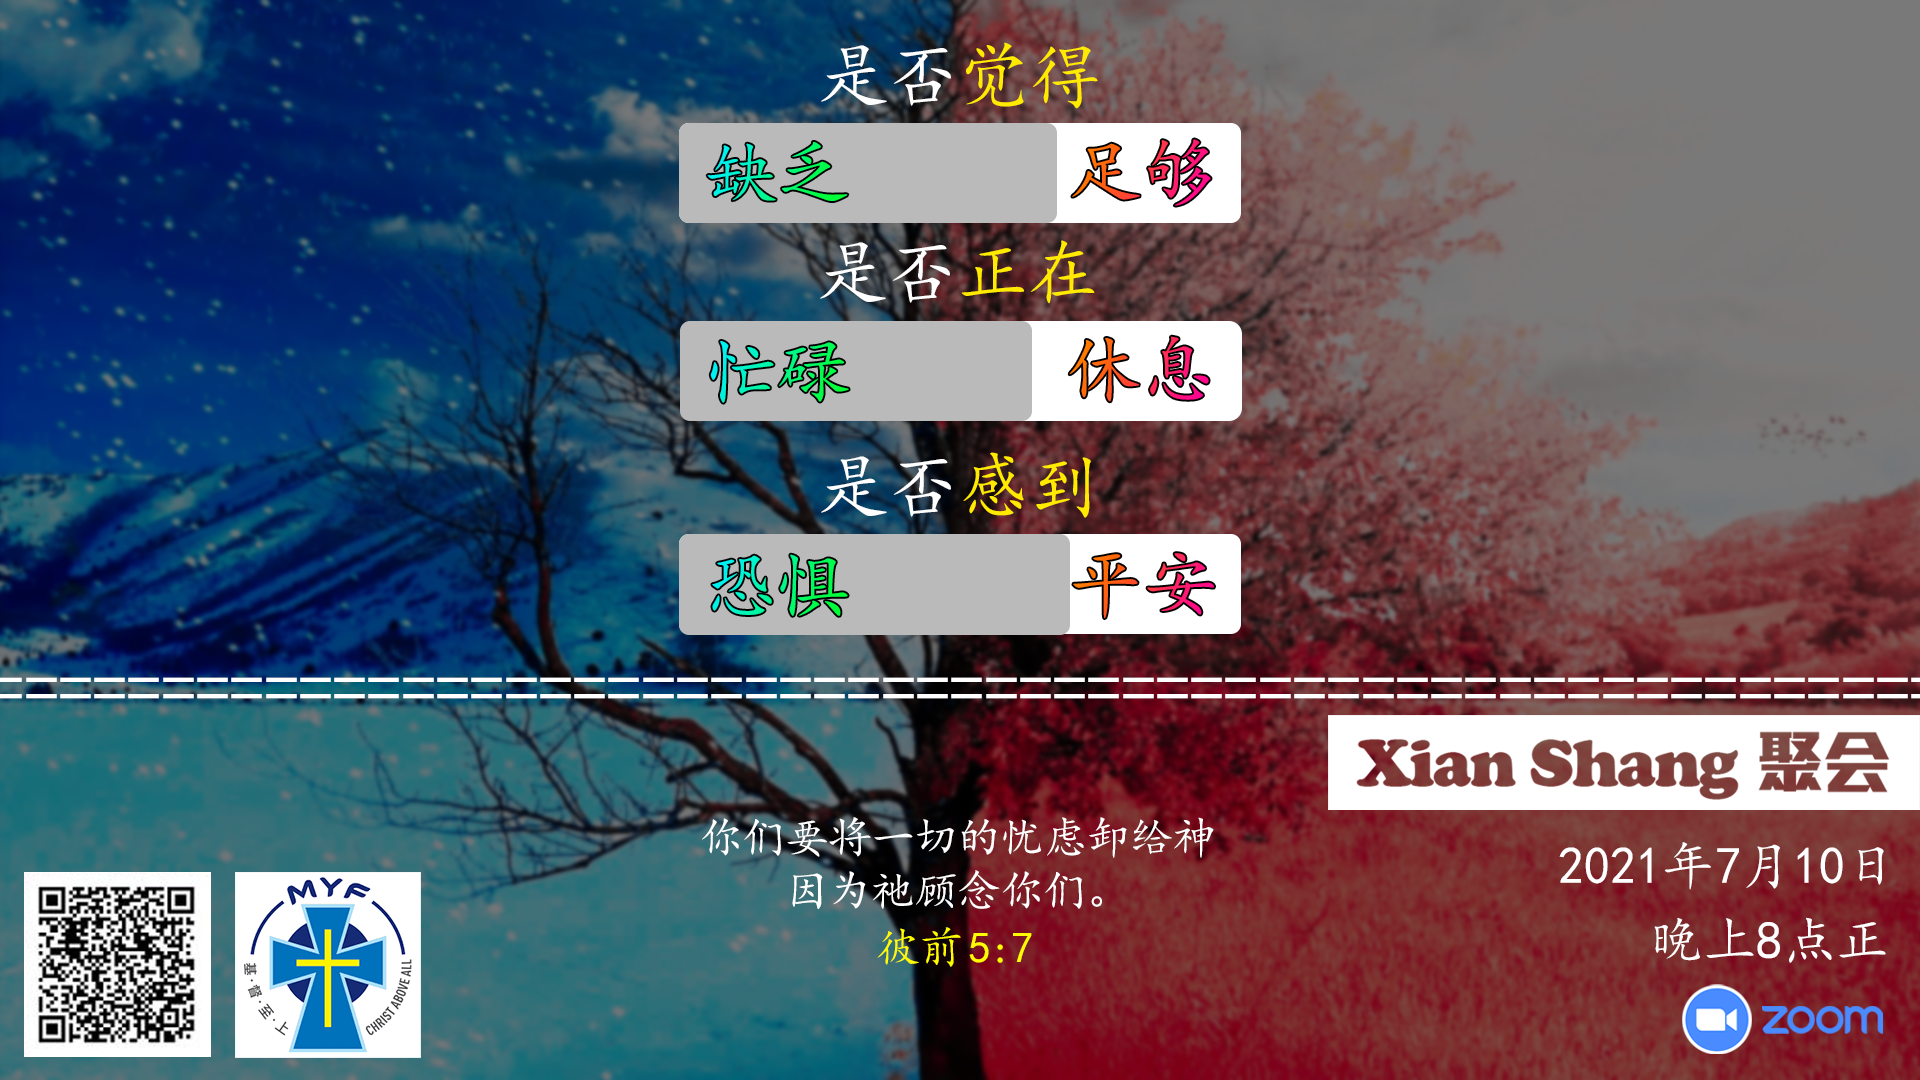 是否觉得
缺乏 足够
是否正在
忙碌 休息
是否感到
恐惧 平安
Xian Shang 聚会
你们要将一切的忧虑卸给神
因为祂顾念你们。
彼前5:7
2021年7月10日
晚上8点正
zoom
MYF
基·督·至·上
CHRIST ABOVE ALL